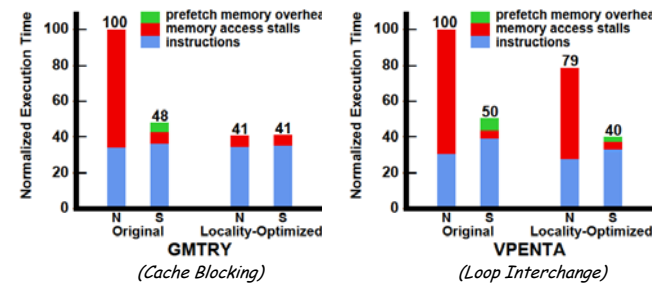 prefetch memory overhea
memory access stalls
instructions
Normalized Execution Time
100
80
60
40
20
0
100
48
41
41
N S N S
Original Locality-Optimized
GMTRY
(Cache Blocking)
prefetch memory overhea
memory access stalls
instructions
Normalized Execution Time
100
80
60
40
20
0
100
50
79
40
N S N S
Original Locality-Optimized
VPENTA
(Loop Interchange)